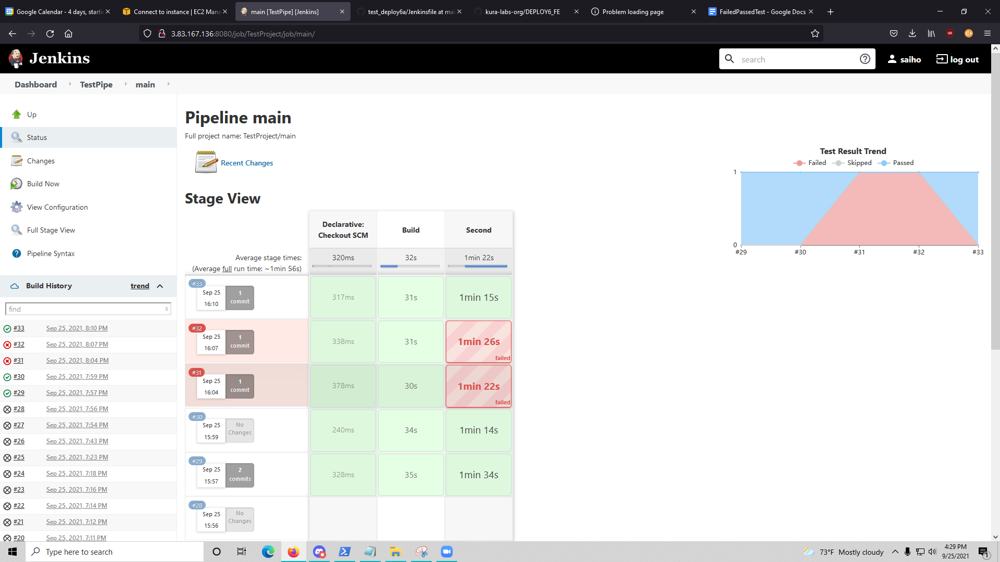 Google Calendar - 4 days, startin
Connect to instance | EC2 Mana
main [TestPipe] [Jenkins]
test_deploy6a/Jenkinsfile at mai
kura-labs-org/DEPLOY6_FE
Problem loading page
FailedPassedTest - Google Docs
3.83.167.136:8080/job/TestProject/job/main/
Jenkins
search
saiho
log out
Dashboard
TestPipe
main
Up
Status
Changes
Build Now
View Configuration
Full Stage View
Pipeline Syntax
Build History
trend
find
x
#33 Sep 25, 2021, 8:10 PM
#32 Sep 25, 2021, 8:07 PM
#31 Sep 25, 2021, 8:04 PM
#30 Sep 25, 2021, 7:59 PM
#29 Sep 25, 2021, 7:57 PM
#28 Sep 25, 2021, 7:56 PM
#27 Sep 25, 2021, 7:54 PM
#26 Sep 25, 2021, 7:43 PM
#25 Sep 25, 2021, 7:23 PM
#24 Sep 25, 2021, 7:18 PM
#23 Sep 25, 2021, 7:16 PM
#22 Sep 25, 2021, 7:14 PM
#21 Sep 25, 2021, 7:12 PM
#20 Sep 25, 2021, 7:11 PM
Pipeline main
Full project name: TestProject/main
Recent Changes
Stage View
Declarative:
Checkout SCM
Build
Second
Average stage times:
(Average full run time: ~1min 56s)
320ms
32s
1min 22s
#33
Sep 25
16:10
1
commit
317ms
31s
1min 15s
#32
Sep 25
16:07
1
commit
338ms
31s
1min 26s
failed
#31
Sep 25
16:04
1
commit
378ms
30s
1min 22s
failed
#30
Sep 25
15:59
No
Changes
240ms
34s
1min 14s
#29
Sep 25
15:57
2
commits
328ms
35s
1min 34s
#28
Sep 25
15:56
No
Changes
Test Result Trend
Failed Skipped Passed
1
0
#29 #30 #31 #32 #33
Type here to search
73°F Mostly cloudy
4:29 PM
9/25/2021
1